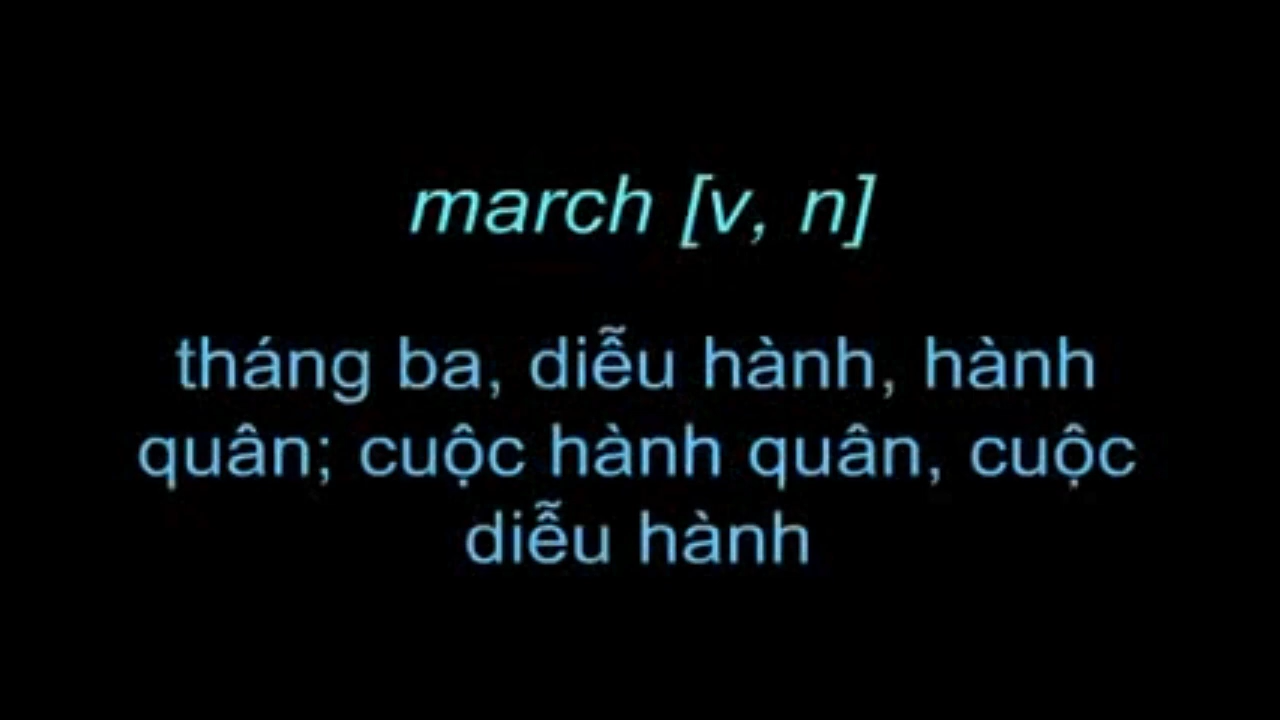 march [v, n]
tháng ba, diễu hành, hành
quân; cuộc hành quân, cuộc
diễu hành